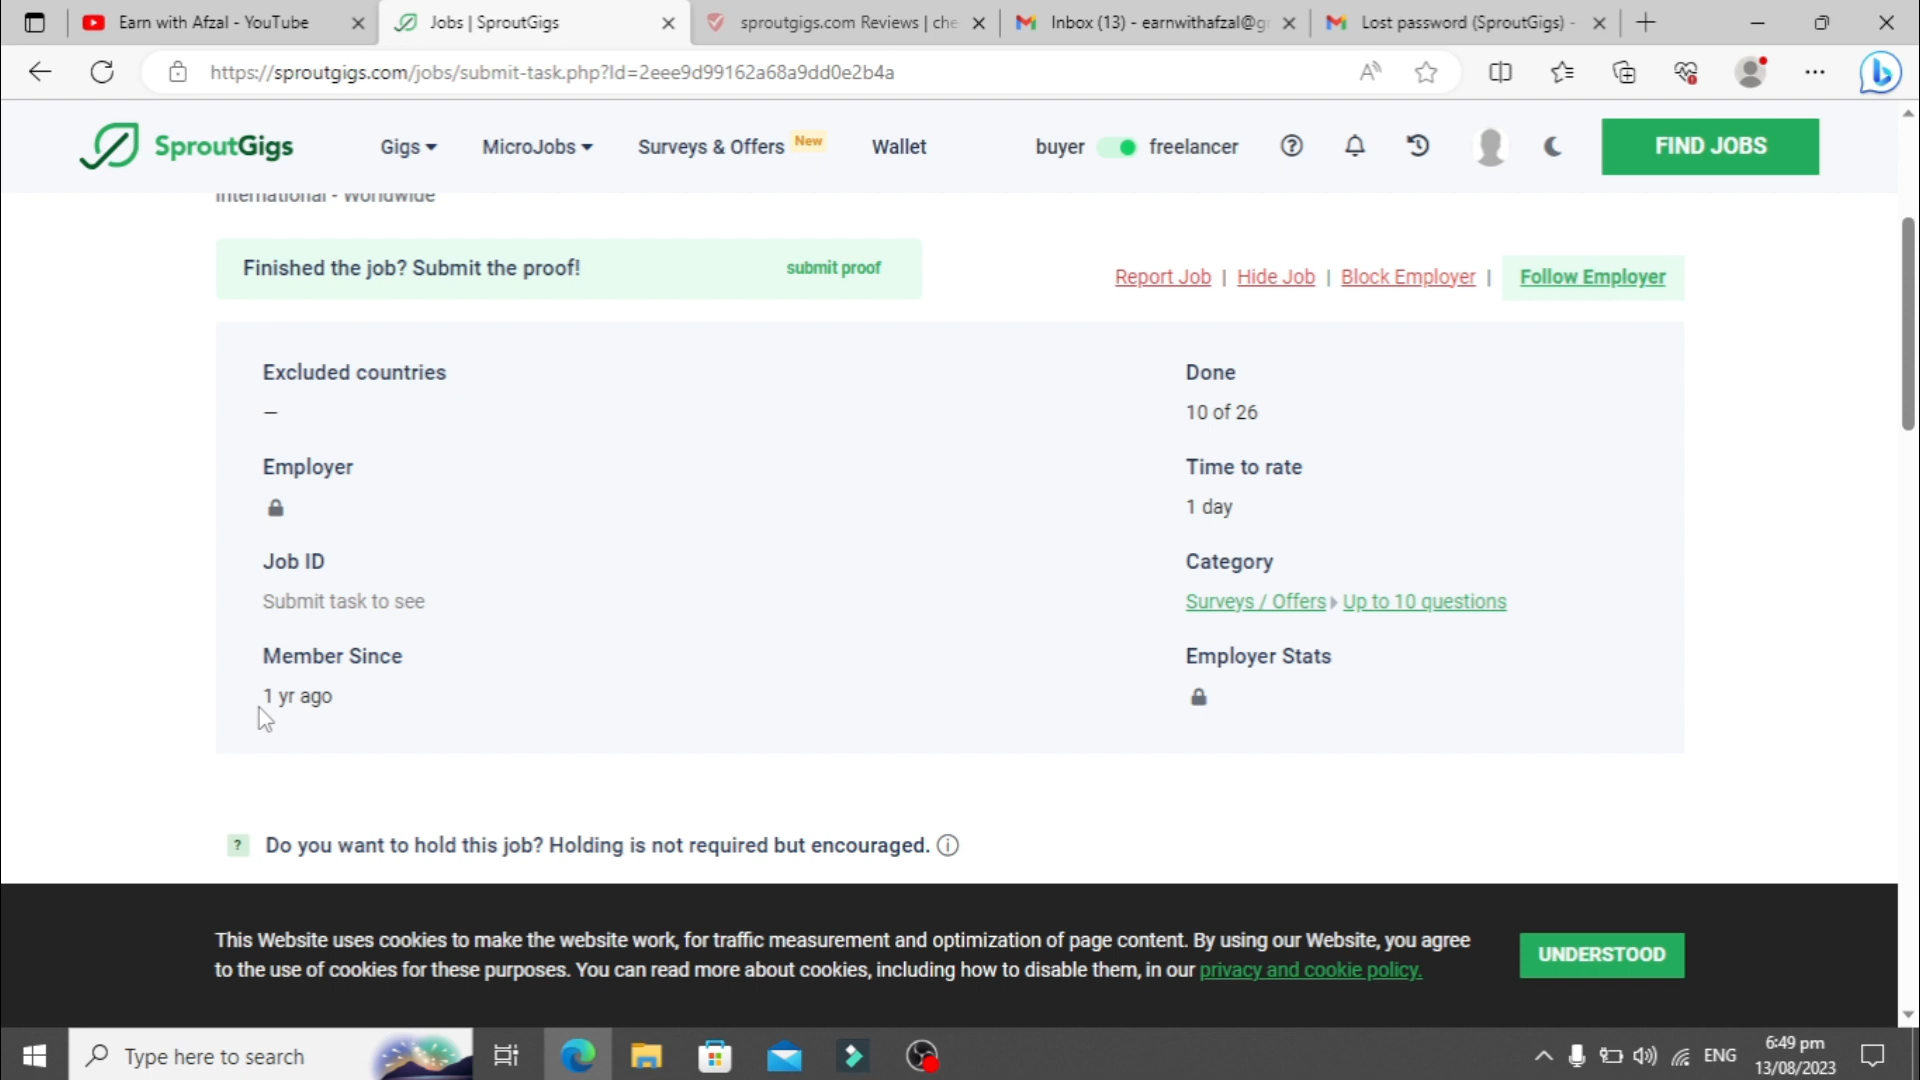 Earn with Afzal - YouTube
Jobs | SproutGigs
sproutgigs.com Reviews | che
Inbox (13) - earnwithafzal@g
Lost password (SproutGigs) -
https://sproutgigs.com/jobs/submit-task.php?Id=2eee9d99162a68a9dd0e2b4a
SproutGigs
Gigs
MicroJobs
Surveys & Offers New
Wallet
buyer
freelancer
FIND JOBS
International - Worldwide
Finished the job? Submit the proof!
submit proof
Report Job | Hide Job | Block Employer | Follow Employer
Excluded countries
–
Done
10 of 26
Employer
Time to rate
1 day
Job ID
Submit task to see
Category
Surveys / Offers Up to 10 questions
Member Since
1 yr ago
Employer Stats
? Do you want to hold this job? Holding is not required but encouraged.
This Website uses cookies to make the website work, for traffic measurement and optimization of page content. By using our Website, you agree
to the use of cookies for these purposes. You can read more about cookies, including how to disable them, in our privacy and cookie policy.
UNDERSTOOD
Type here to search
ENG
6:49 pm
13/08/2023